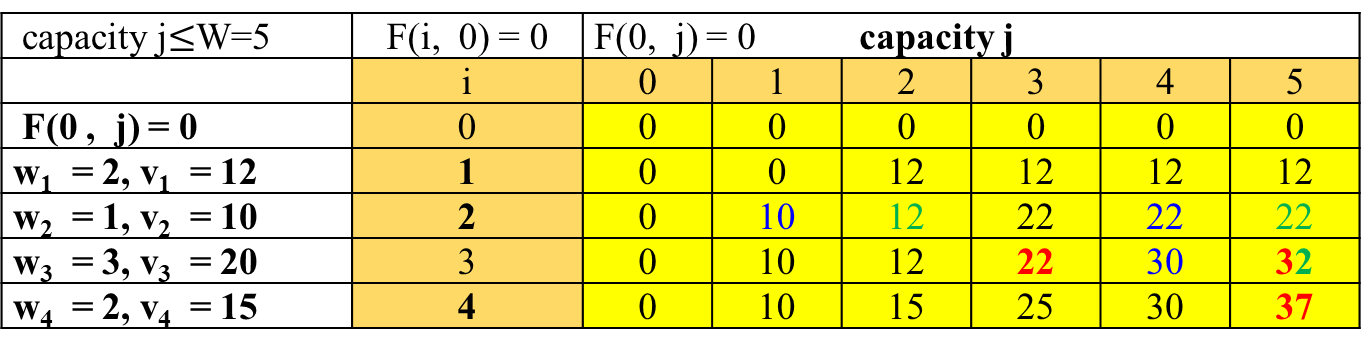 capacity j≤W=5 F(i, 0) = 0 F(0, j) = 0 capacity j
i 0 1 2 3 4 5
F(0 , j) = 0 0 0 0 0 0 0 0
w₁ = 2, v₁ = 12 1 0 0 12 12 12 12
w₂ = 1, v₂ = 10 2 0 10 12 22 22 22
w₃ = 3, v₃ = 20 3 0 10 12 22 30 32
w₄ = 2, v₄ = 15 4 0 10 15 25 30 37